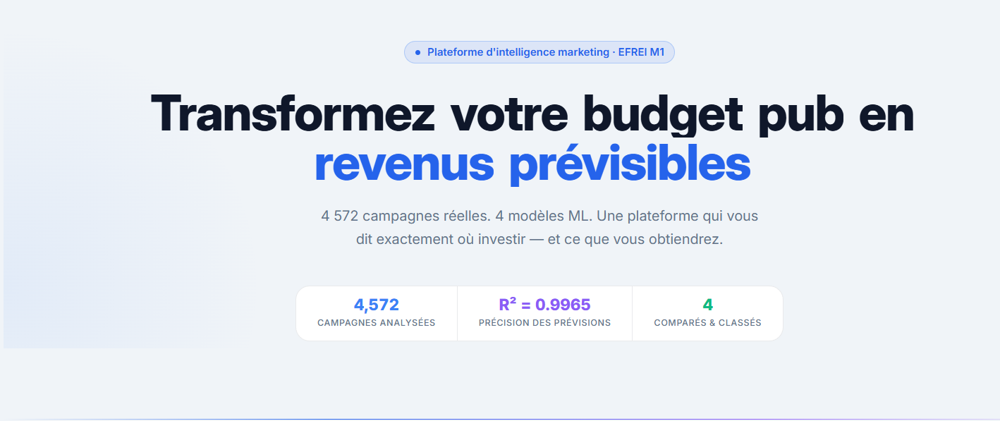 Plateforme d'intelligence marketing · EFREI M1
Transformez votre budget pub en
revenus prévisibles
4 572 campagnes réelles. 4 modèles ML. Une plateforme qui vous
dit exactement où investir — et ce que vous obtiendrez.
4,572
CAMPAGNES ANALYSÉES
R² = 0.9965
PRÉCISION DES PRÉVISIONS
4
COMPARÉS & CLASSÉS